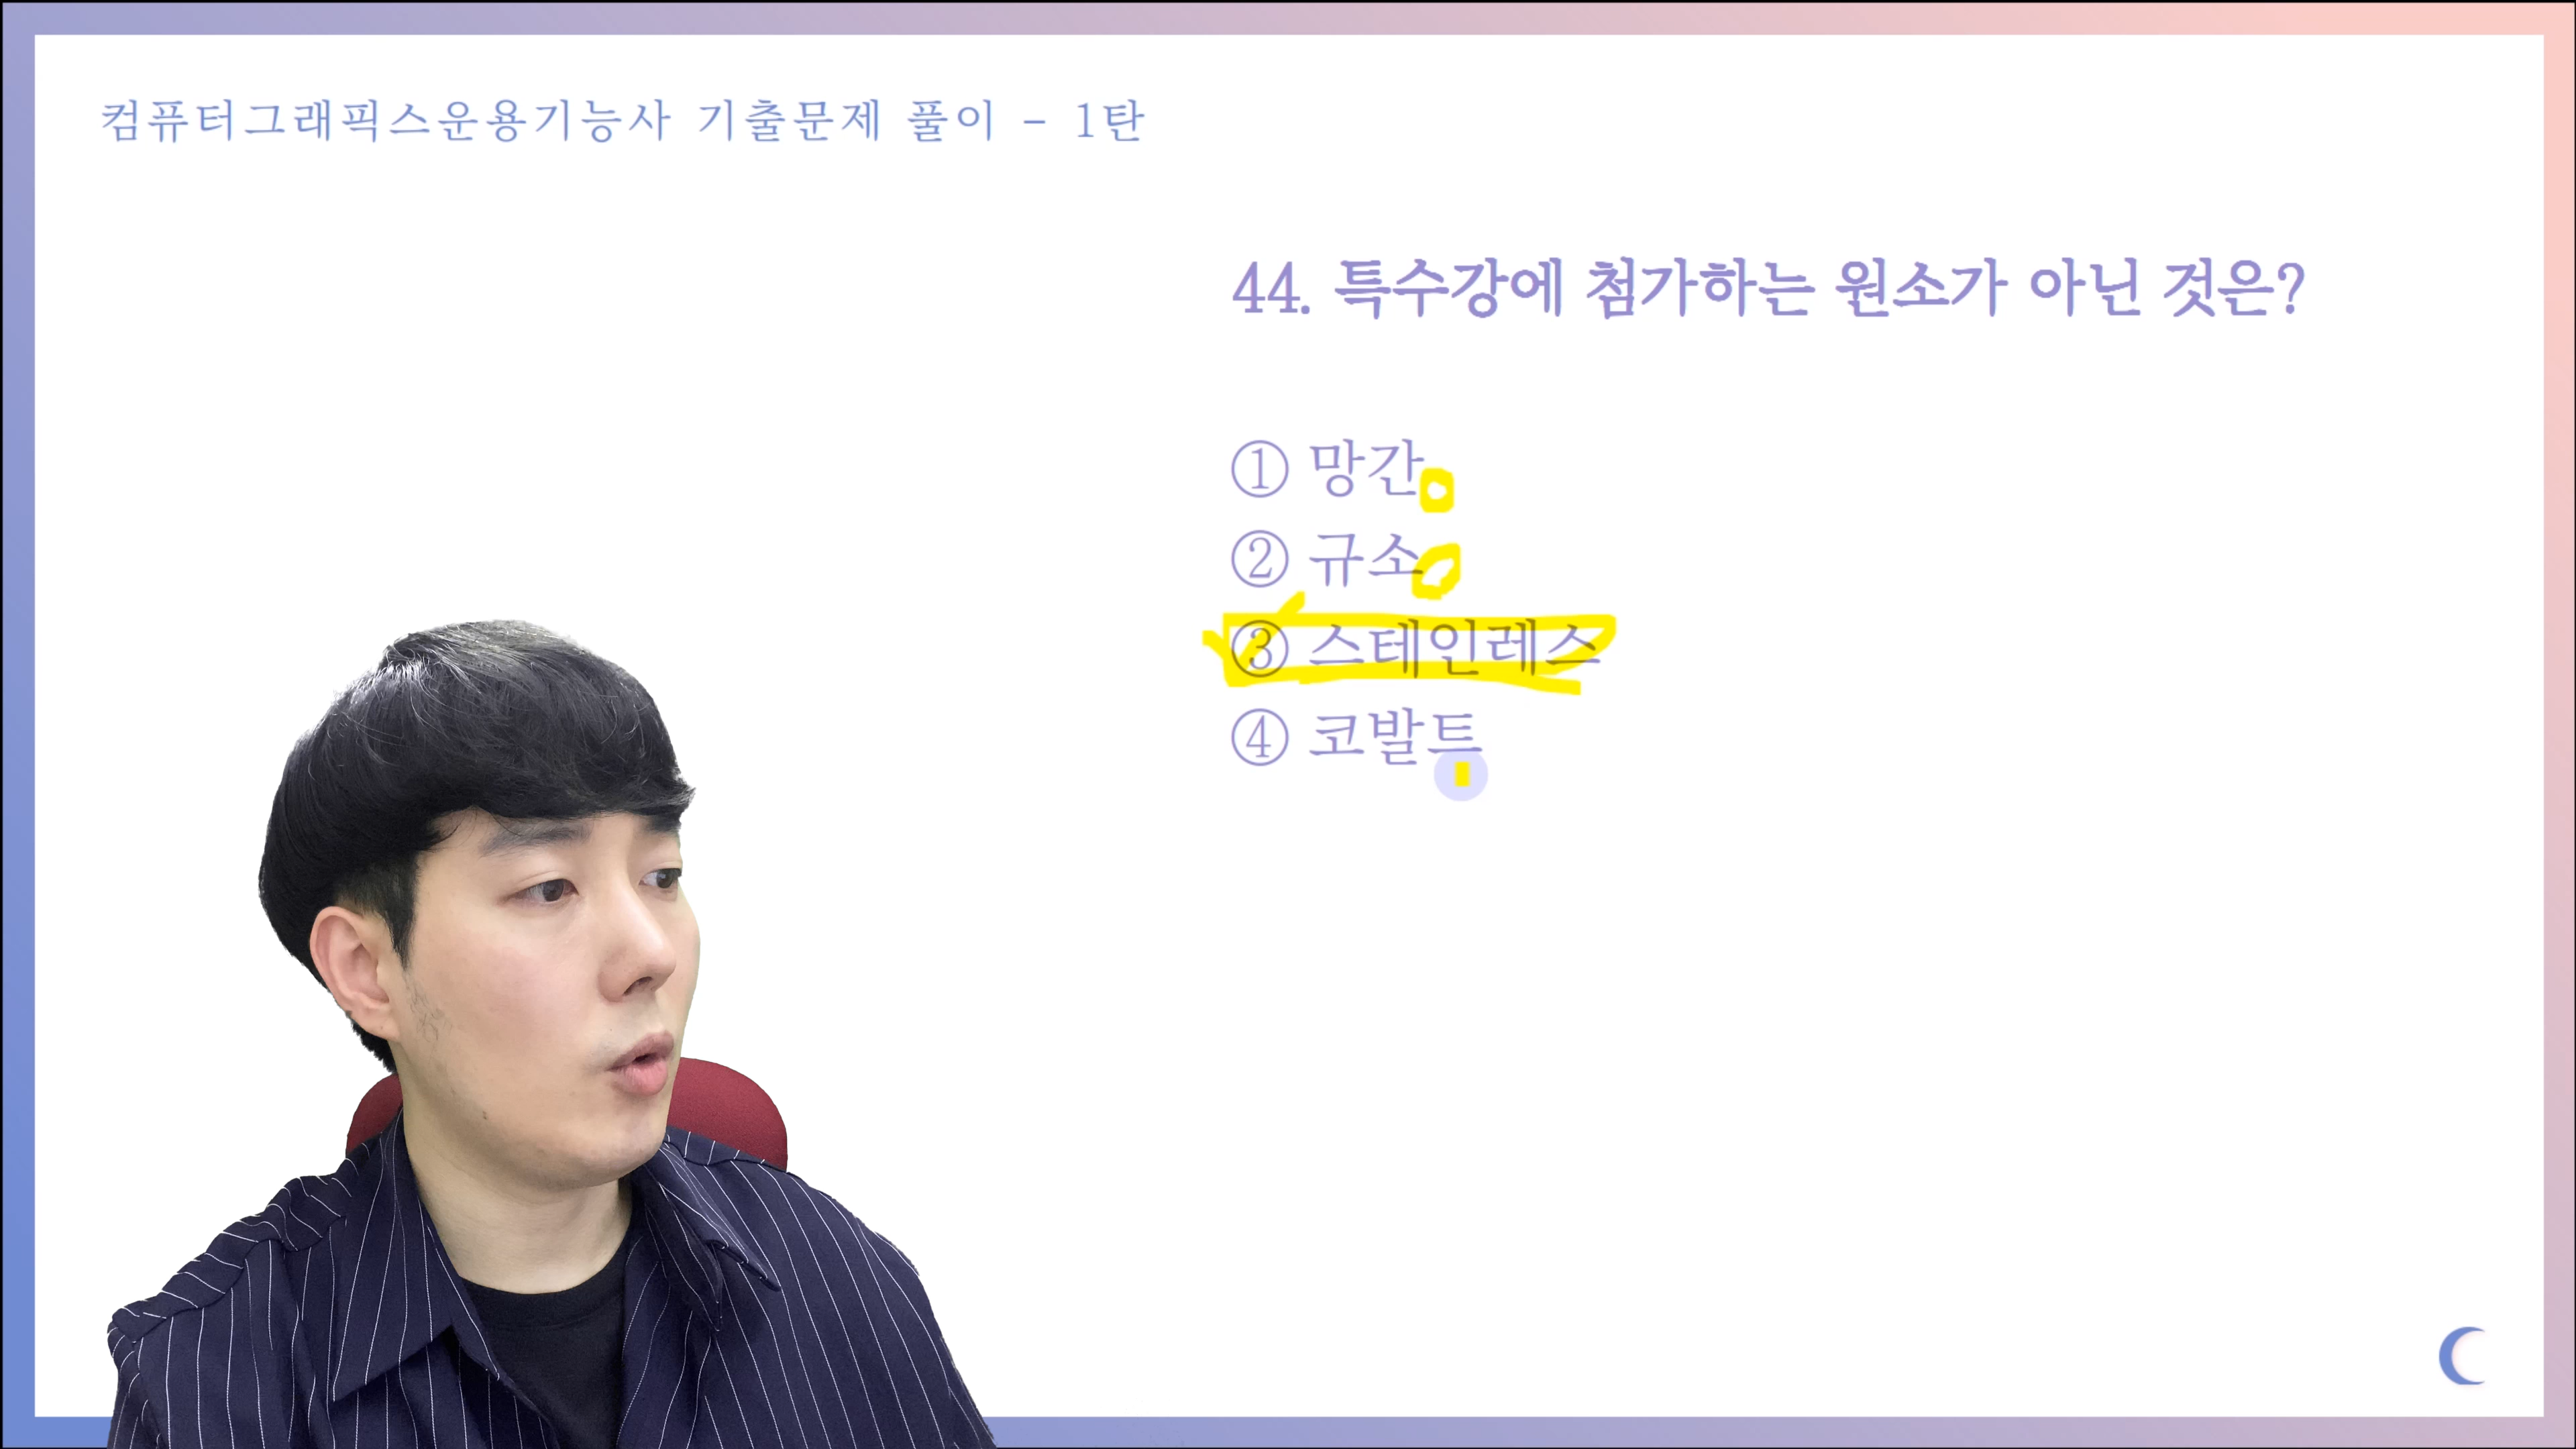 컴퓨터그래픽스운용기능사 기출문제 풀이 - 1탄
44. 특수강에 첨가하는 원소가 아닌 것은?
① 망간
② 규소
③ 스테인레스
④ 코발트